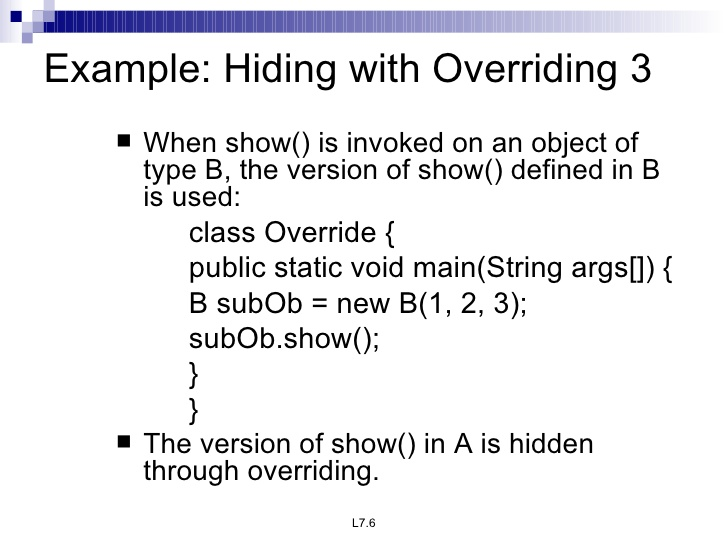 Example: Hiding with Overriding 3
When show() is invoked on an object of
type B, the version of show() defined in B
is used:
class Override {
public static void main(String args[]) {
B subOb = new B(1, 2, 3);
subOb.show();
}
}
The version of show() in A is hidden
through overriding.
L7.6